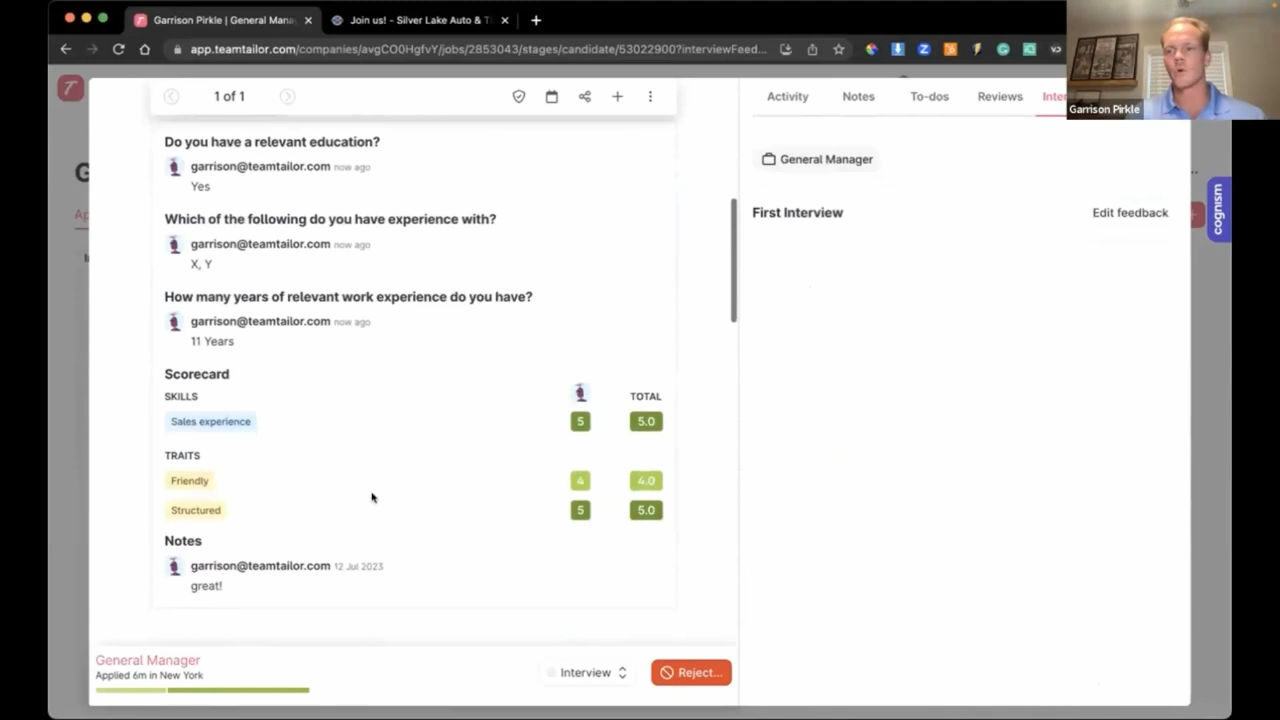 Garrison Pirkle | General Mana
Join us! - Silver Lake Auto & Ti
app.teamtailor.com/companies/avgCO0HgfvY/jobs/2853043/stages/candidate/53022900?interviewFeed...
Garrison Pirkle
1 of 1
Activity
Notes
To-dos
Reviews
Inter
Do you have a relevant education?
garrison@teamtailor.com now ago
Yes
General Manager
Which of the following do you have experience with?
garrison@teamtailor.com now ago
X, Y
First Interview
Edit feedback
cognism
How many years of relevant work experience do you have?
garrison@teamtailor.com now ago
11 Years
Scorecard
SKILLS
TOTAL
Sales experience
5
5.0
TRAITS
Friendly
4
4.0
Structured
5
5.0
Notes
garrison@teamtailor.com 12 Jul 2023
great!
General Manager
Applied 6m in New York
Interview
Reject...